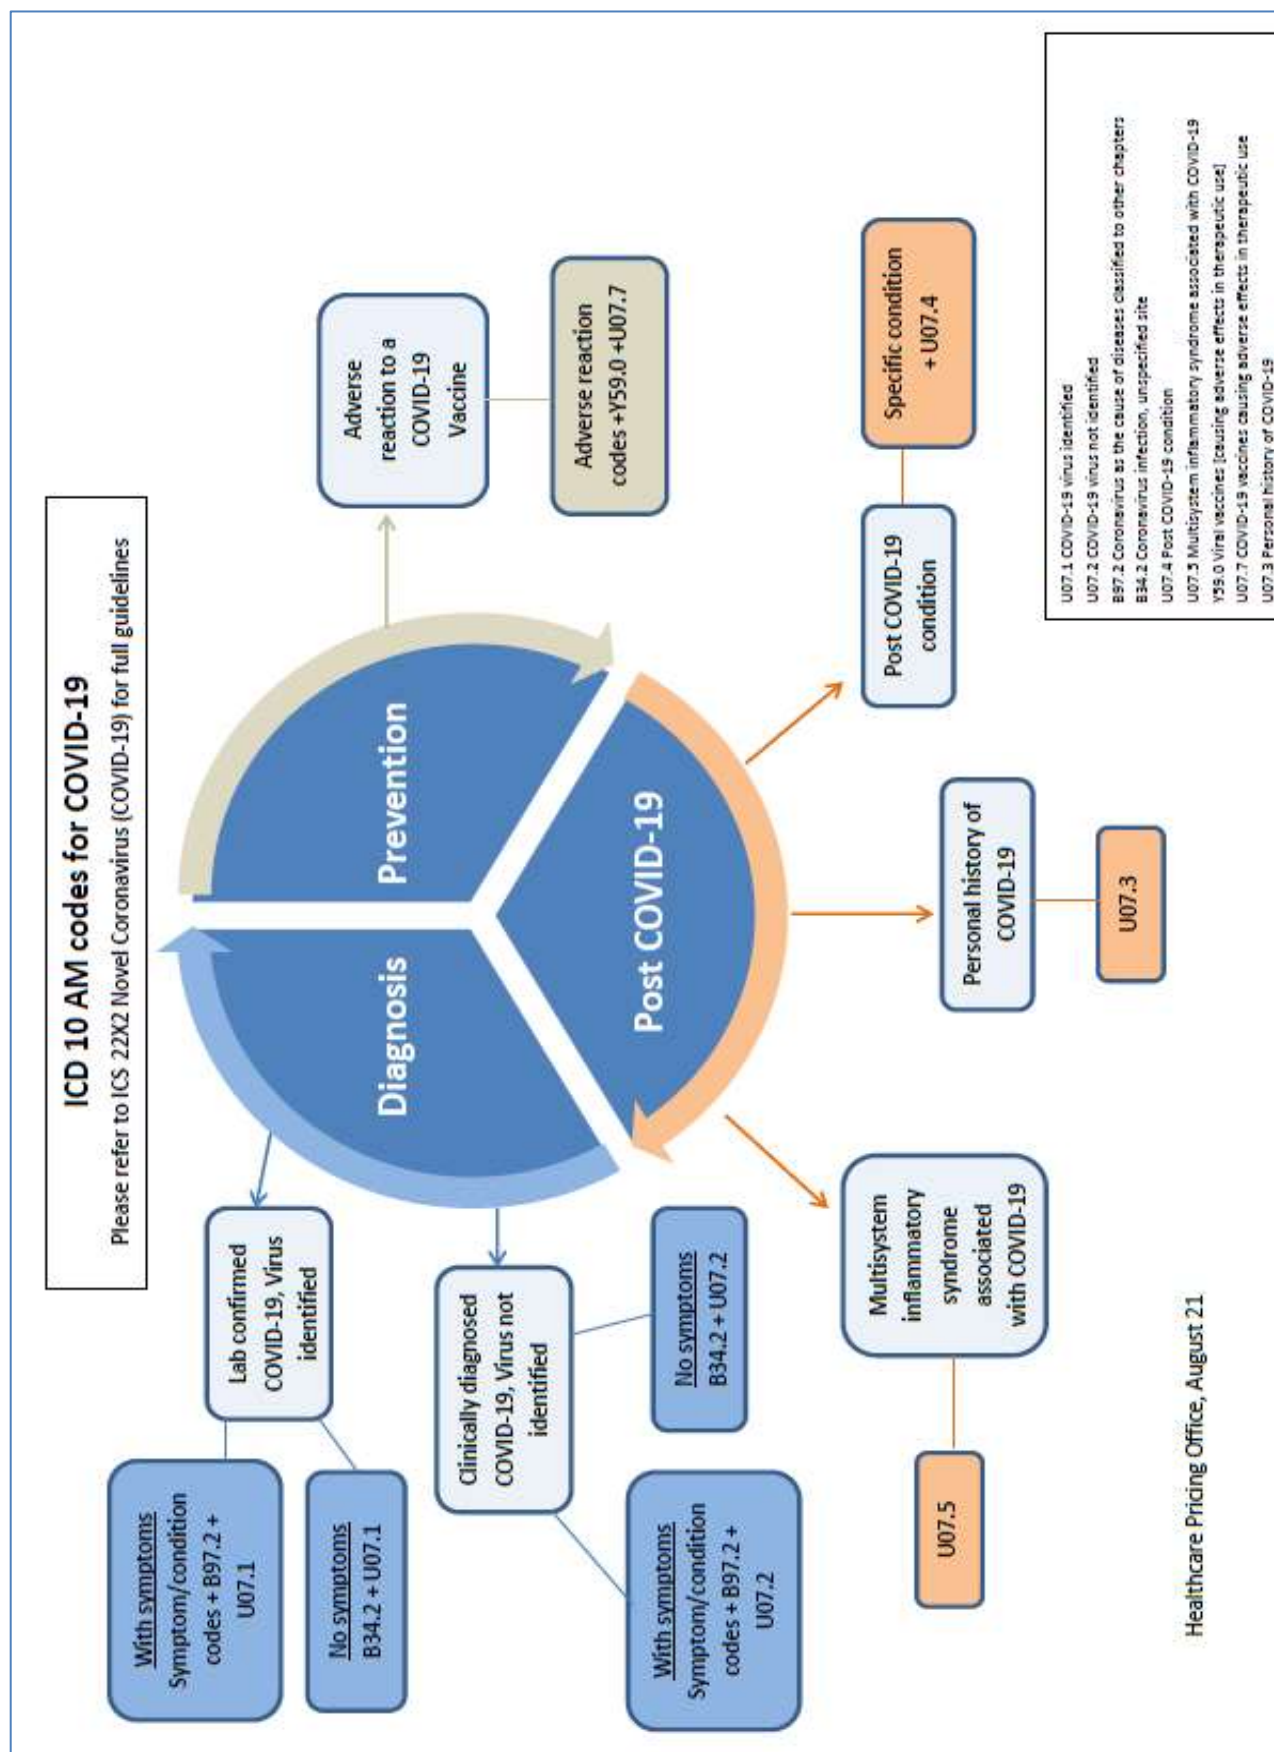 ICD 10 AM codes for COVID-19
Please refer to ICS 22X2 Novel Coronavirus (COVID-19) for full guidelines
With symptoms
Symptom/condition
codes + B97.2 +
U07.1
No symptoms
B34.2 + U07.1
Lab confirmed
COVID-19, Virus
identified
Clinically diagnosed
COVID-19, Virus not
identified
With symptoms
Symptom/condition
codes + B97.2 +
U07.2
No symptoms
B34.2 + U07.2
Diagnosis
Prevention
Post COVID-19
Adverse
reaction to a
COVID-19
Vaccine
Adverse reaction
codes +Y59.0 +U07.7
Multisystem
inflammatory
syndrome
associated
with COVID-19
U07.5
Personal history of
COVID-19
U07.3
Post COVID-19
condition
Specific condition
+ U07.4
U07.1 COVID-19 virus identified
U07.2 COVID-19 virus not identified
B97.2 Coronavirus as the cause of diseases classified to other chapters
B34.2 Coronavirus infection, unspecified site
U07.4 Post COVID-19 condition
U07.5 Multisystem inflammatory syndrome associated with COVID-19
Y59.0 Viral vaccines [causing adverse effects in therapeutic use]
U07.7 COVID-19 vaccines causing adverse effects in therapeutic use
U07.3 Personal history of COVID-19
Healthcare Pricing Office, August 21